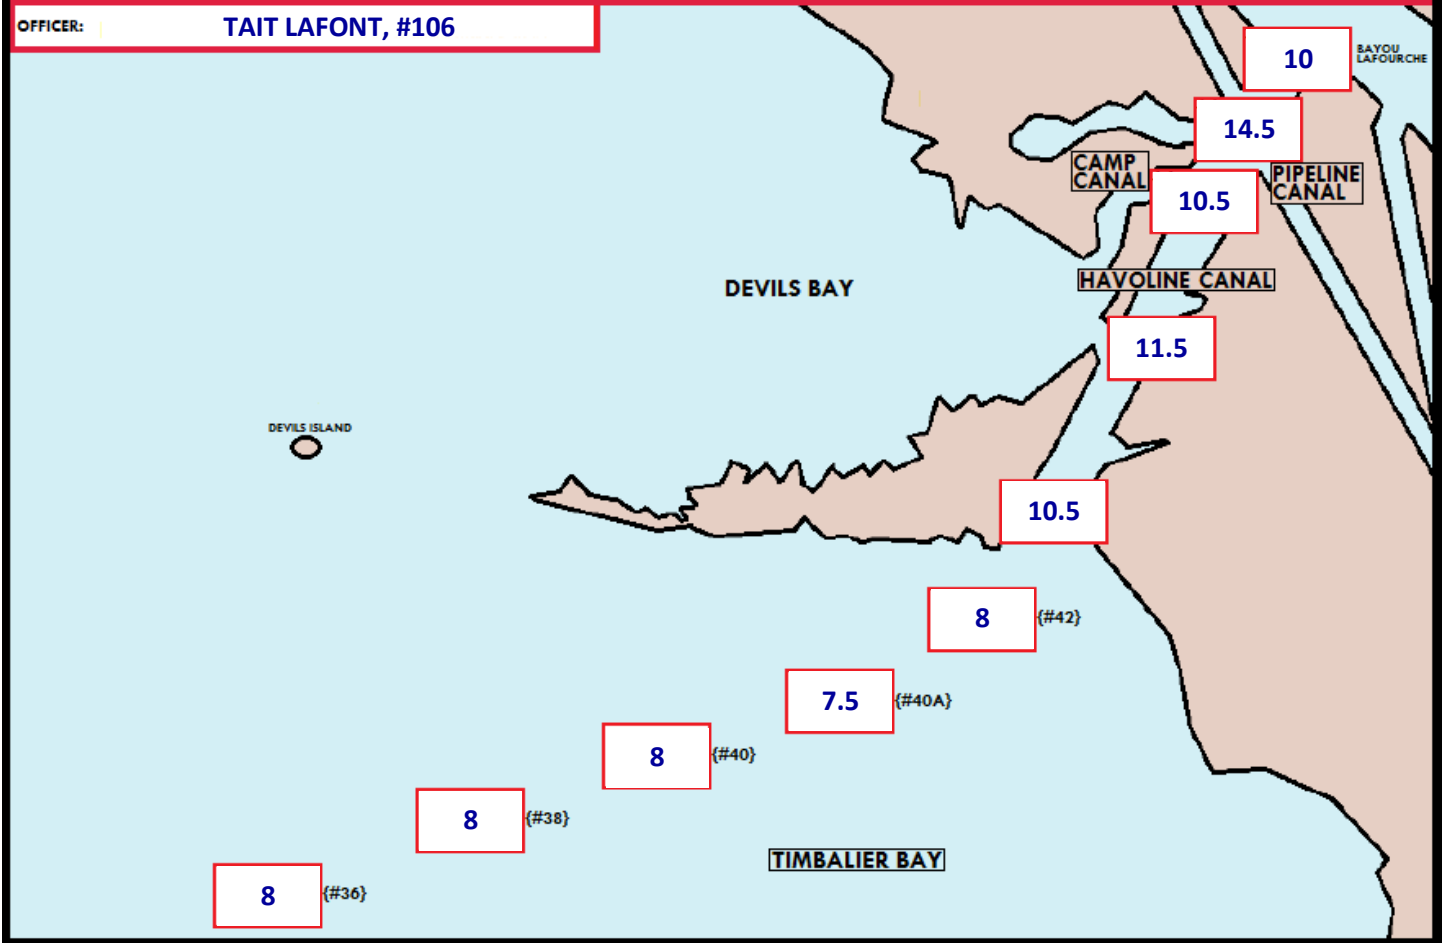 OFFICER: TAIT LAFONT, #106
10
BAYOU
LAFOURCHE
14.5
CAMP
CANAL
PIPELINE
CANAL
10.5
HAVOLINE CANAL
DEVILS BAY
11.5
DEVILS ISLAND
10.5
8 {#42}
7.5 {#40A}
8 {#40}
8 {#38}
TIMBALIER BAY
8 {#36}